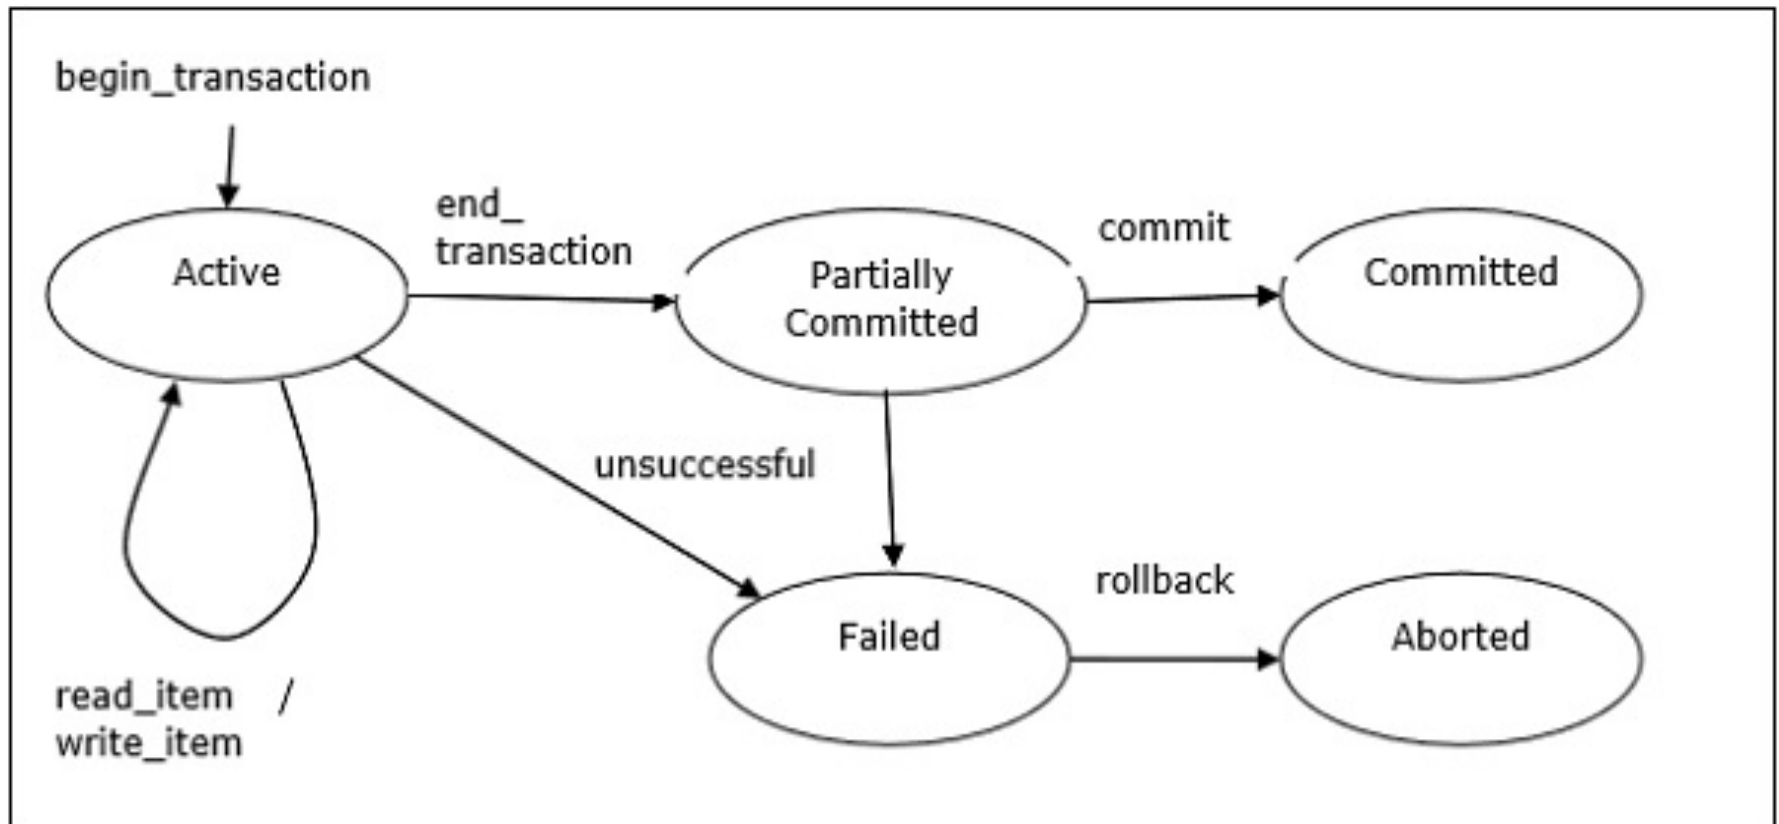 begin_transaction
end_
transaction
commit
Active
Partially
Committed
Committed
unsuccessful
rollback
Failed
Aborted
read_item /
write_item